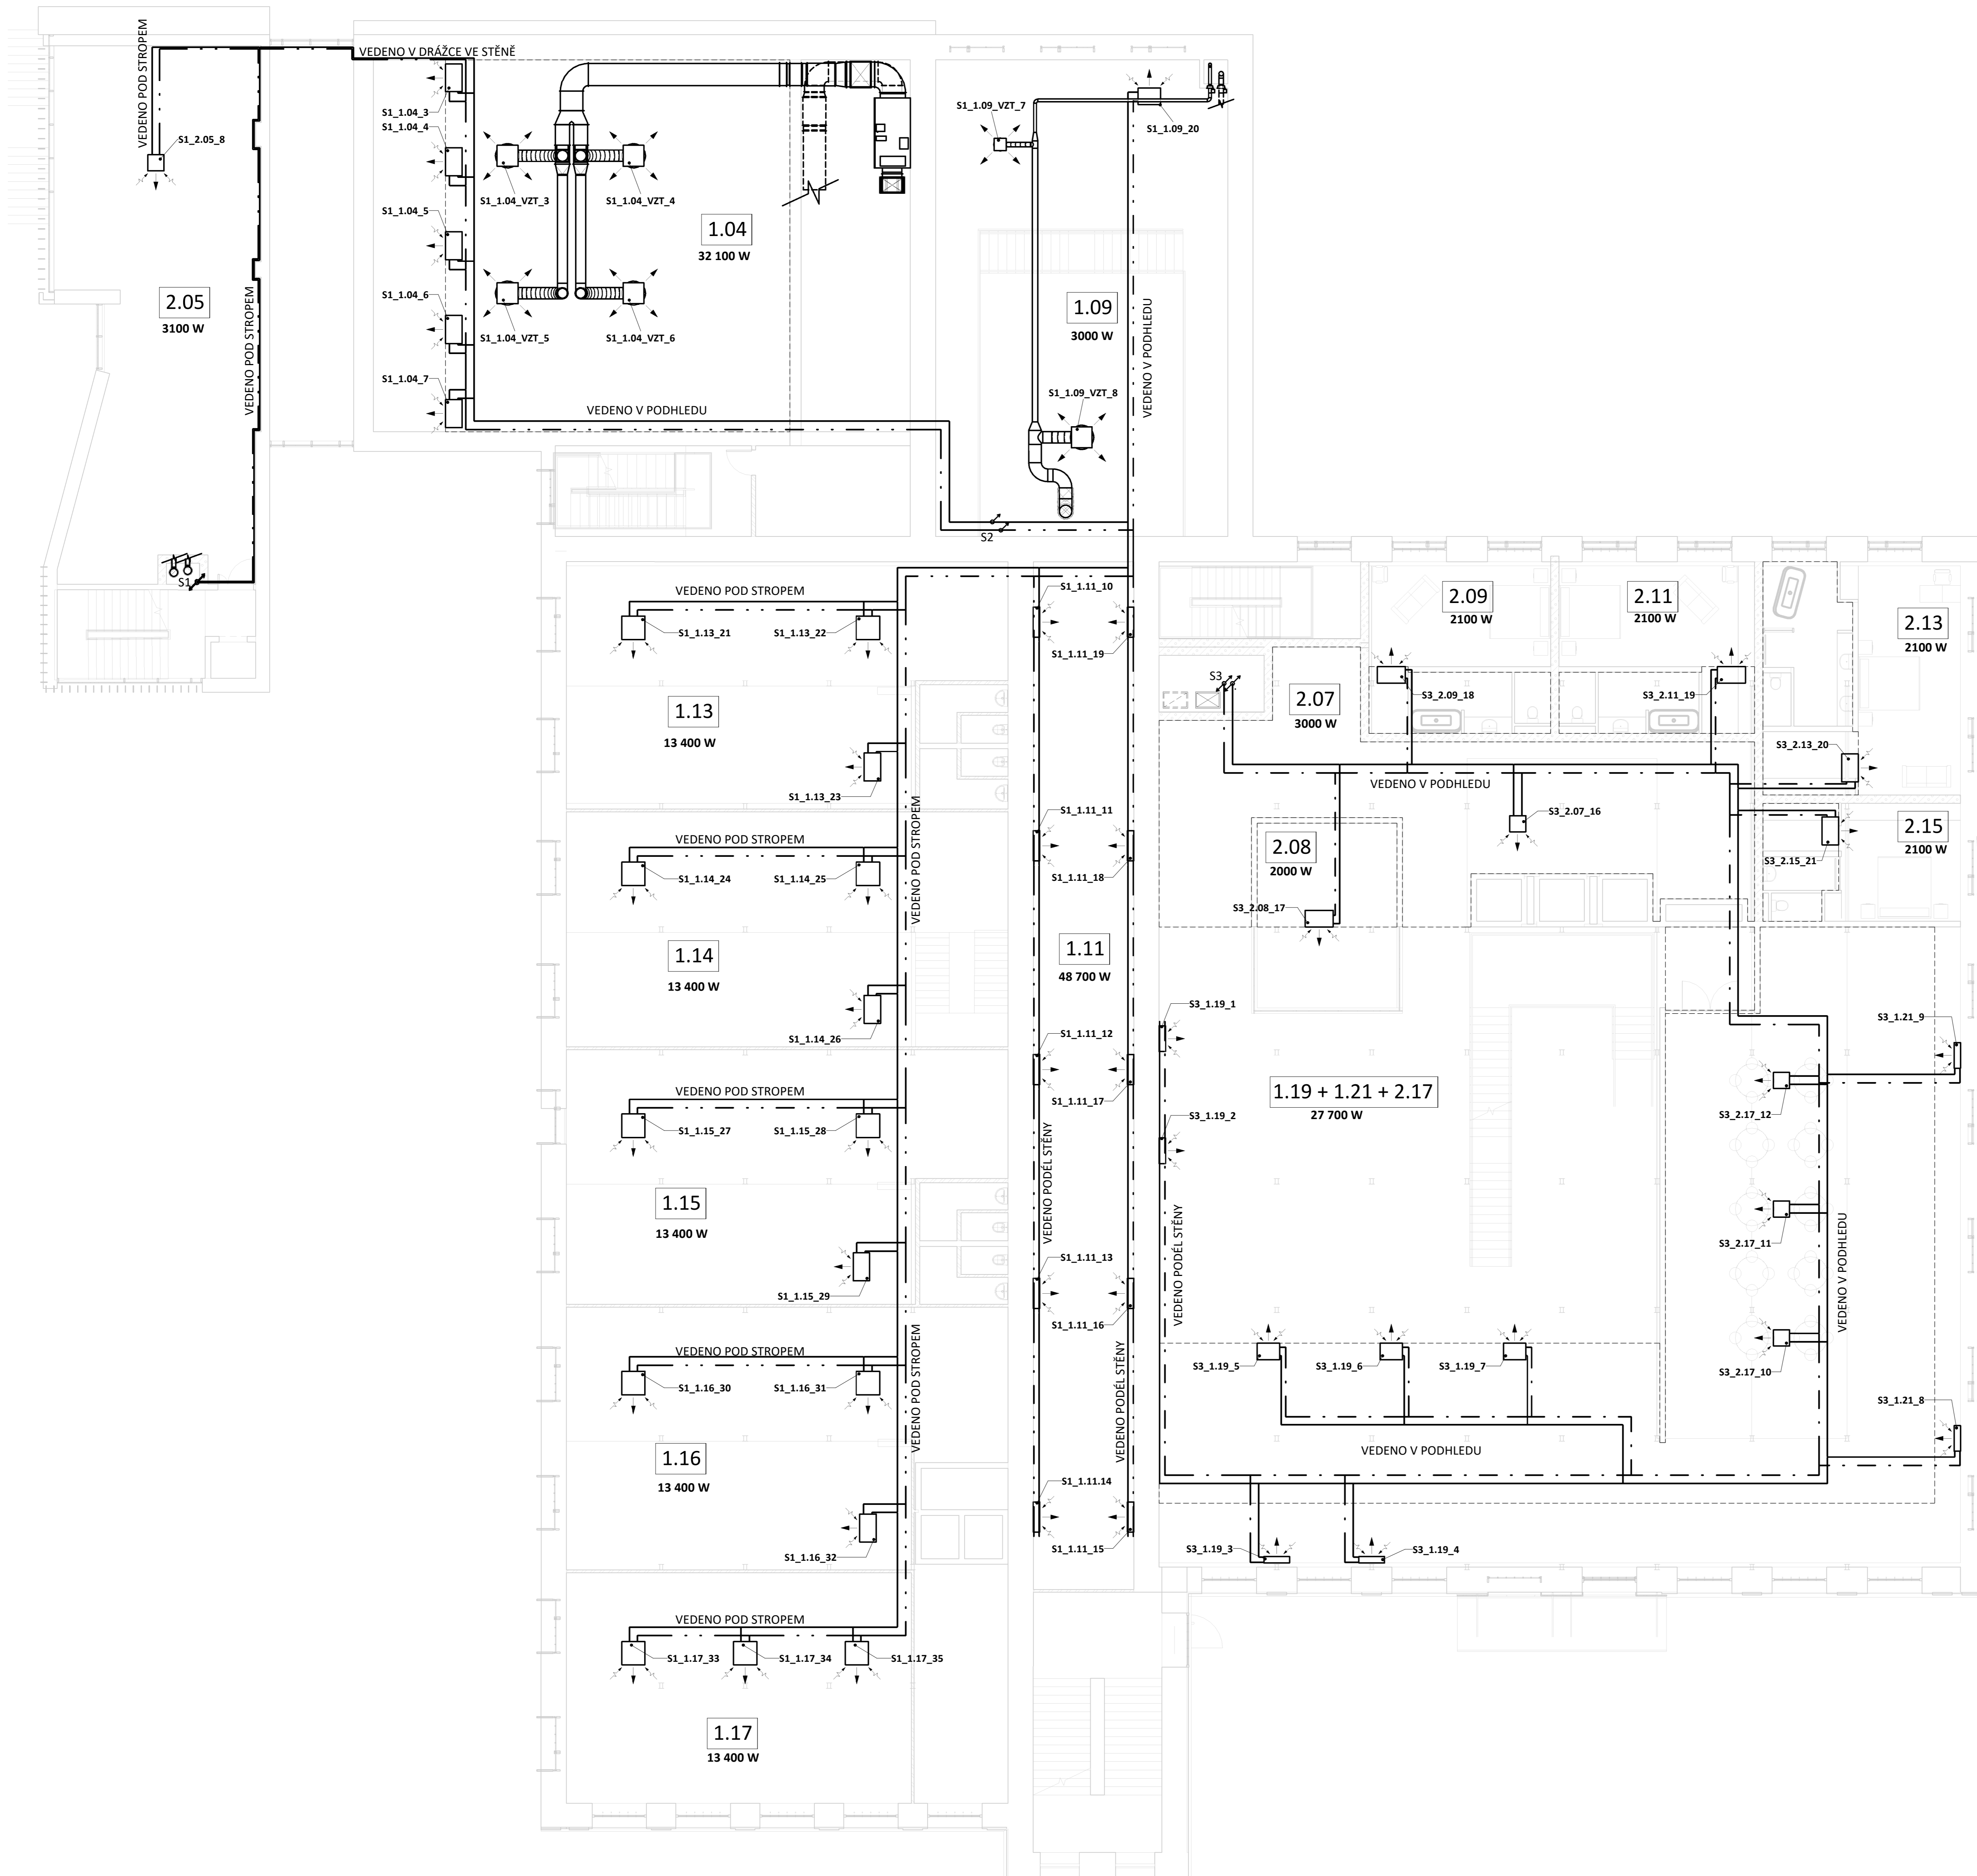 VEDENO POD STROPEM
VEDENO V DRÁŽCE VE STĚNĚ
S1_2.05_8
2.05
3100 W
VEDENO POD STROPEM
S1
S1_1.04_3
S1_1.04_4
S1_1.04_5
S1_1.04_6
S1_1.04_7
S1_1.04_VZT_3
S1_1.04_VZT_4
S1_1.04_VZT_5
S1_1.04_VZT_6
1.04
32 100 W
VEDENO V PODHLEDU
S1_1.09_VZT_7
S1_1.09_20
1.09
3000 W
VEDENO V PODHLEDU
S1_1.09_VZT_8
S2
VEDENO POD STROPEM
S1_1.13_21
S1_1.13_22
1.13
13 400 W
S1_1.13_23
VEDENO POD STROPEM
VEDENO POD STROPEM
S1_1.14_24
S1_1.14_25
1.14
13 400 W
S1_1.14_26
VEDENO POD STROPEM
S1_1.15_27
S1_1.15_28
1.15
13 400 W
S1_1.15_29
VEDENO POD STROPEM
VEDENO POD STROPEM
S1_1.16_30
S1_1.16_31
1.16
13 400 W
S1_1.16_32
VEDENO POD STROPEM
S1_1.17_33
S1_1.17_34
S1_1.17_35
1.17
13 400 W
S1_1.11_10
S1_1.11_19
S1_1.11_11
S1_1.11_18
1.11
48 700 W
S1_1.11_12
S1_1.11_17
VEDENO PODÉL STĚNY
S1_1.11_13
S1_1.11_16
VEDENO PODÉL STĚNY
S1_1.11.14
S1_1.11_15
2.09
2100 W
2.11
2100 W
2.13
2100 W
S3
2.07
3000 W
S3_2.09_18
S3_2.11_19
S3_2.13_20
VEDENO V PODHLEDU
S3_2.07_16
2.15
2100 W
2.08
2000 W
S3_2.15_21
S3_2.08_17
S3_1.19_1
S3_1.21_9
1.19 + 1.21 + 2.17
27 700 W
S3_1.19_2
S3_2.17_12
VEDENO PODÉL STĚNY
S3_2.17_11
VEDENO V PODHLEDU
S3_1.19_5
S3_1.19_6
S3_1.19_7
S3_2.17_10
S3_1.21_8
VEDENO V PODHLEDU
S3_1.19_3
S3_1.19_4